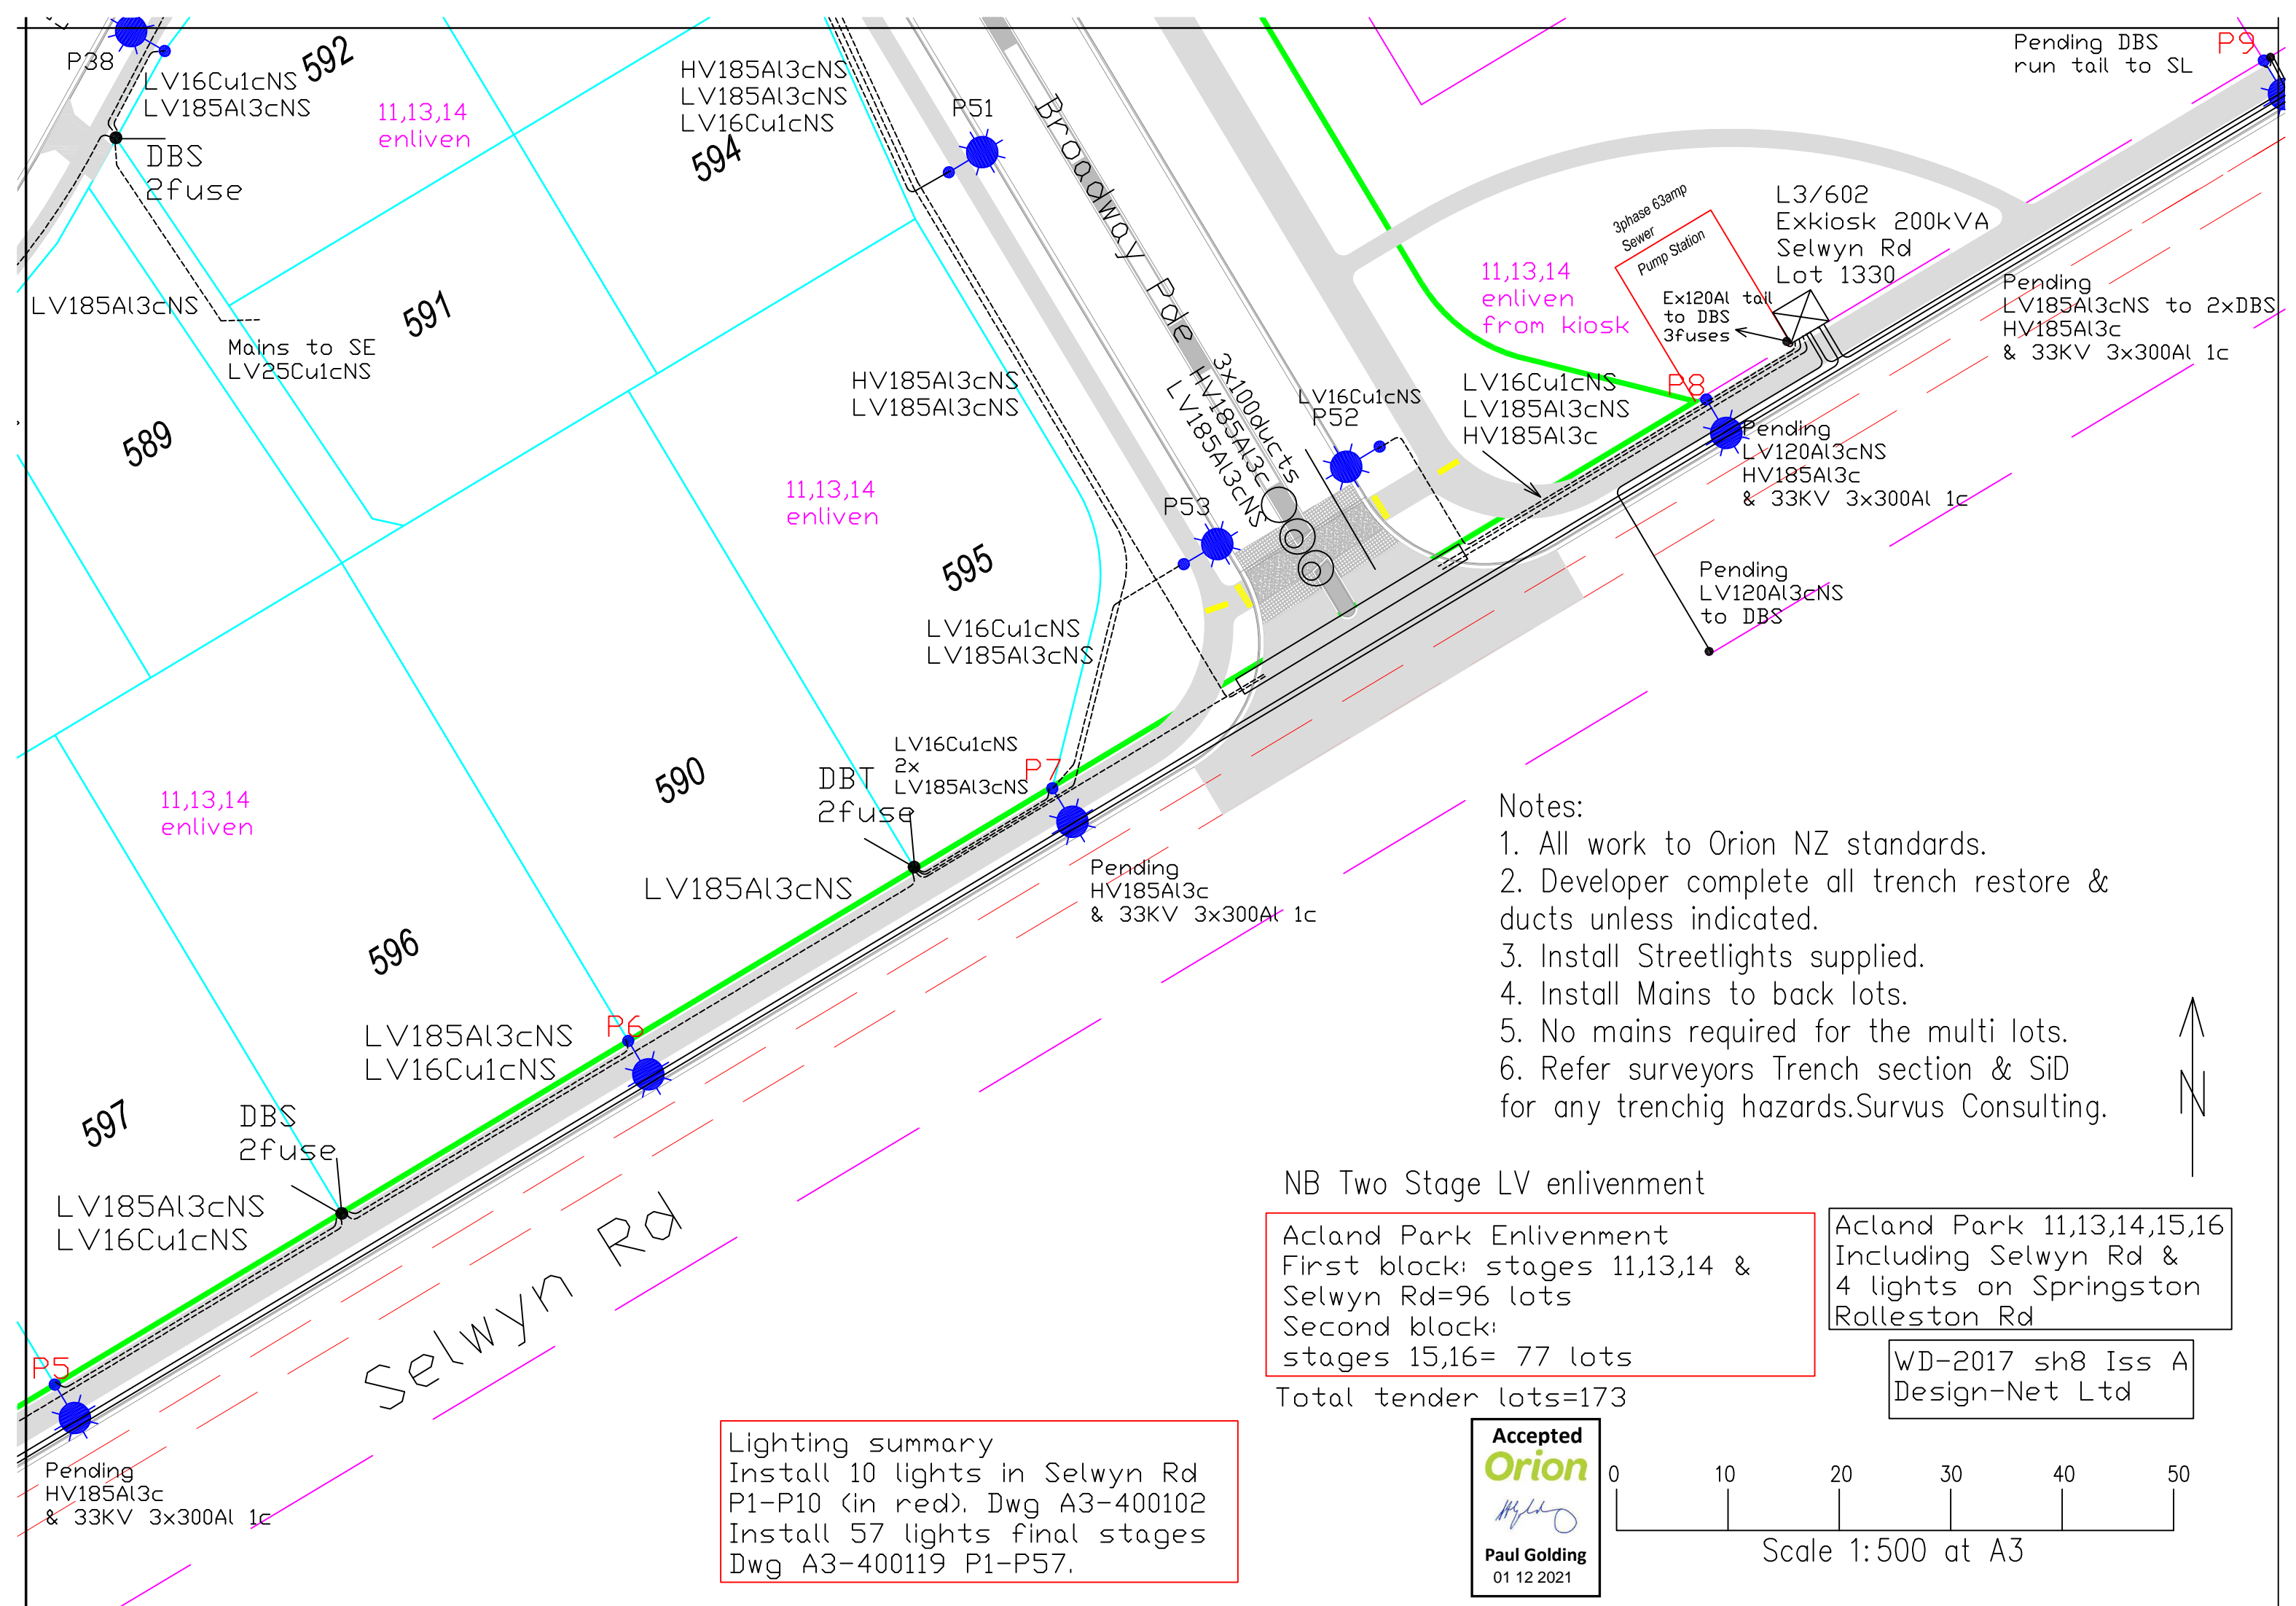 P38
LV16Cu1cNS
LV185Al3cNS
592
11,13,14
enliven
DBS
2fuse
HV185Al3cNS
LV185Al3cNS
LV16Cu1cNS
594
P51
Broadway Pde
Pending DBS
run tail to SL
P9
3phase 63amp
Sewer
Pump Station
L3/602
Exkiosk 200kVA
Selwyn Rd
Lot 1330
11,13,14
enliven
from kiosk
Ex120Al tail
to DBS
3fuses
Pending
LV185Al3cNS to 2xDBS
HV185Al3c
& 33KV 3x300Al 1c
LV185Al3cNS
591
Mains to SE
LV25Cu1cNS
589
HV185Al3cNS
LV185Al3cNS
3x100ducts
HV185Al3c
LV185Al3cNS
LV16Cu1cNS
P52
LV16Cu1cNS
LV185Al3cNS
HV185Al3c
P8
Pending
LV120Al3cNS
HV185Al3c
& 33KV 3x300Al 1c
11,13,14
enliven
P53
595
Pending
LV120Al3cNS
to DBS
LV16Cu1cNS
LV185Al3cNS
LV16Cu1cNS
2x
LV185Al3cNS
P7
590
DBT
2fuse
LV185Al3cNS
Pending
HV185Al3c
& 33KV 3x300Al 1c
11,13,14
enliven
596
LV185Al3cNS
LV16Cu1cNS
P6
597
DBS
2fuse
LV185Al3cNS
LV16Cu1cNS
P5
Selwyn Rd
Pending
HV185Al3c
& 33KV 3x300Al 1c
Notes:
1. All work to Orion NZ standards.
2. Developer complete all trench restore &
ducts unless indicated.
3. Install Streetlights supplied.
4. Install Mains to back lots.
5. No mains required for the multi lots.
6. Refer surveyors Trench section & SiD
for any trenchig hazards.Survus Consulting.
N
NB Two Stage LV enlivenment
Acland Park Enlivenment
First block: stages 11,13,14 &
Selwyn Rd=96 lots
Second block:
stages 15,16= 77 lots
Total tender lots=173
Acland Park 11,13,14,15,16
Including Selwyn Rd &
4 lights on Springston
Rolleston Rd
WD-2017 sh8 Iss A
Design-Net Ltd
Lighting summary
Install 10 lights in Selwyn Rd
P1-P10 (in red). Dwg A3-400102
Install 57 lights final stages
Dwg A3-400119 P1-P57.
Accepted
Orion
Paul Golding
01 12 2021
0 10 20 30 40 50
Scale 1:500 at A3